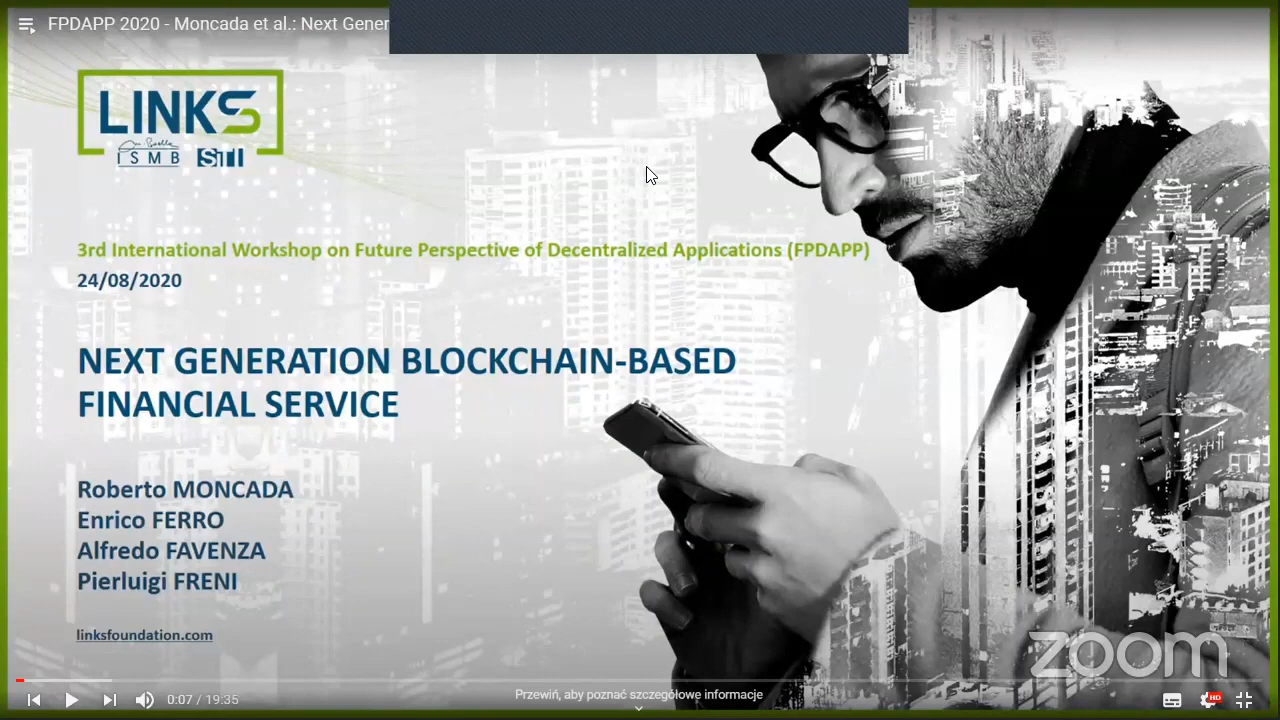 FPDAPP 2020 - Moncada et al.: Next Gener
LINKS
ISMB STI
3rd International Workshop on Future Perspective of Decentralized Applications (FPDAPP)
24/08/2020
NEXT GENERATION BLOCKCHAIN-BASED
FINANCIAL SERVICE
Roberto MONCADA
Enrico FERRO
Alfredo FAVENZA
Pierluigi FRENI
linksfoundation.com
zoom
0:07 / 19:35
Przewiń, aby poznać szczegółowe informacje
HD